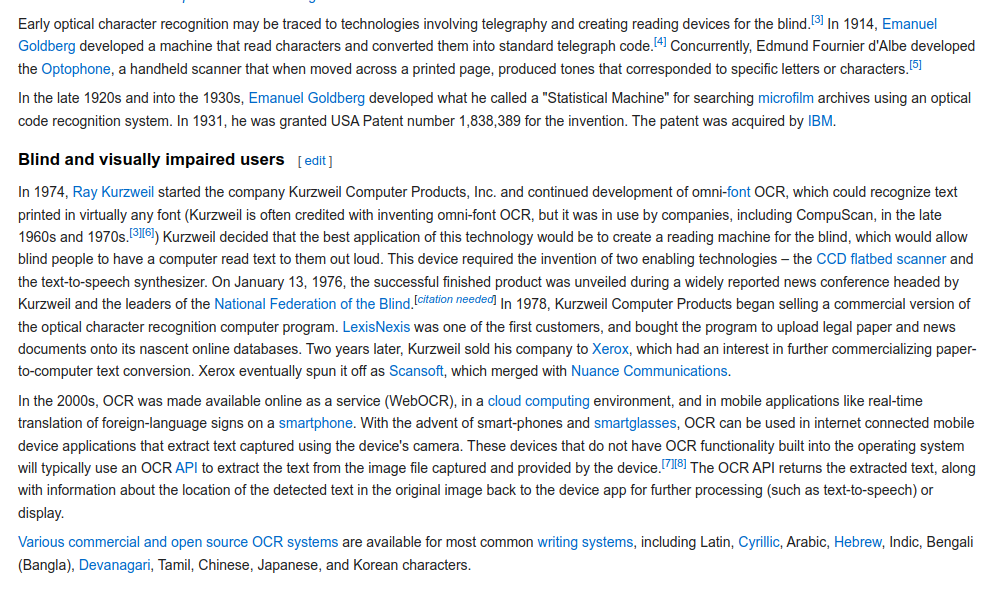 Early optical character recognition may be traced to technologies involving telegraphy and creating reading devices for the blind.[3] In 1914, Emanuel
Goldberg developed a machine that read characters and converted them into standard telegraph code.[4] Concurrently, Edmund Fournier d'Albe developed
the Optophone, a handheld scanner that when moved across a printed page, produced tones that corresponded to specific letters or characters.[5]
In the late 1920s and into the 1930s, Emanuel Goldberg developed what he called a "Statistical Machine" for searching microfilm archives using an optical
code recognition system. In 1931, he was granted USA Patent number 1,838,389 for the invention. The patent was acquired by IBM.
Blind and visually impaired users [ edit ]
In 1974, Ray Kurzweil started the company Kurzweil Computer Products, Inc. and continued development of omni-font OCR, which could recognize text
printed in virtually any font (Kurzweil is often credited with inventing omni-font OCR, but it was in use by companies, including CompuScan, in the late
1960s and 1970s.[3][6]) Kurzweil decided that the best application of this technology would be to create a reading machine for the blind, which would allow
blind people to have a computer read text to them out loud. This device required the invention of two enabling technologies – the CCD flatbed scanner and
the text-to-speech synthesizer. On January 13, 1976, the successful finished product was unveiled during a widely reported news conference headed by
Kurzweil and the leaders of the National Federation of the Blind.[citation needed] In 1978, Kurzweil Computer Products began selling a commercial version of
the optical character recognition computer program. LexisNexis was one of the first customers, and bought the program to upload legal paper and news
documents onto its nascent online databases. Two years later, Kurzweil sold his company to Xerox, which had an interest in further commercializing paper-
to-computer text conversion. Xerox eventually spun it off as Scansoft, which merged with Nuance Communications.
In the 2000s, OCR was made available online as a service (WebOCR), in a cloud computing environment, and in mobile applications like real-time
translation of foreign-language signs on a smartphone. With the advent of smart-phones and smartglasses, OCR can be used in internet connected mobile
device applications that extract text captured using the device's camera. These devices that do not have OCR functionality built into the operating system
will typically use an OCR API to extract the text from the image file captured and provided by the device.[7][8] The OCR API returns the extracted text, along
with information about the location of the detected text in the original image back to the device app for further processing (such as text-to-speech) or
display.
Various commercial and open source OCR systems are available for most common writing systems, including Latin, Cyrillic, Arabic, Hebrew, Indic, Bengali
(Bangla), Devanagari, Tamil, Chinese, Japanese, and Korean characters.